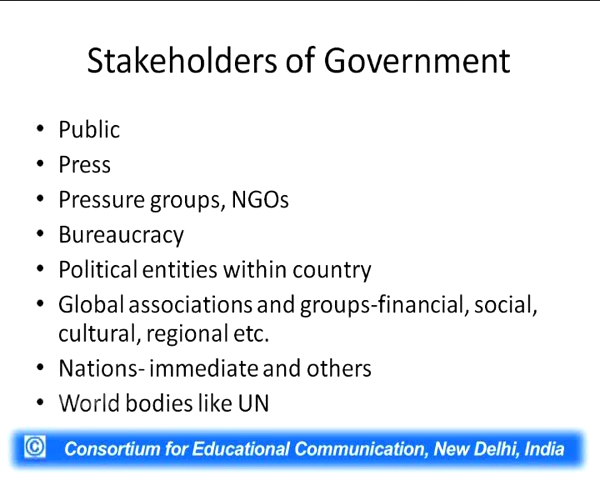 Stakeholders of Government
• Public
• Press
• Pressure groups, NGOs
• Bureaucracy
• Political entities within country
• Global associations and groups-financial, social,
cultural, regional etc.
• Nations- immediate and others
• World bodies like UN
© Consortium for Educational Communication, New Delhi, India